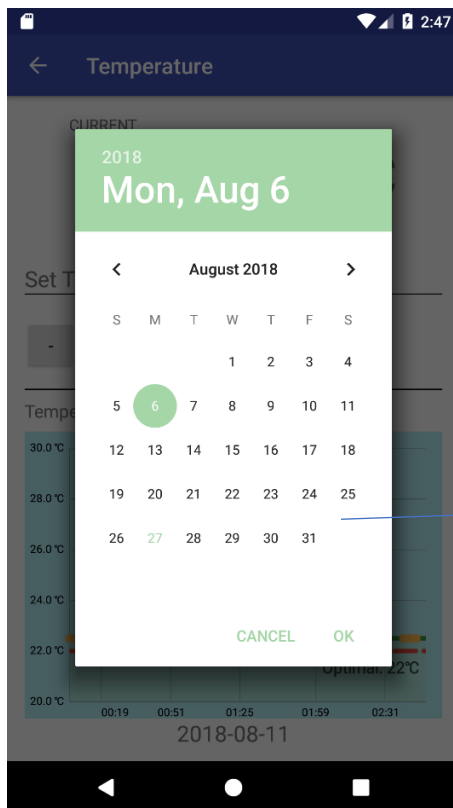 2:47
Temperature
CURRENT
2018
Mon, Aug 6
August 2018
S M T W T F S
1 2 3 4
5 6 7 8 9 10 11
12 13 14 15 16 17 18
19 20 21 22 23 24 25
26 27 28 29 30 31
CANCEL OK
Set T
-
Tempe
30.0 ℃
28.0 ℃
26.0 ℃
24.0 ℃
22.0 ℃
20.0 ℃
Optimal: 22℃
00:19 00:51 01:25 01:59 02:31
2018-08-11